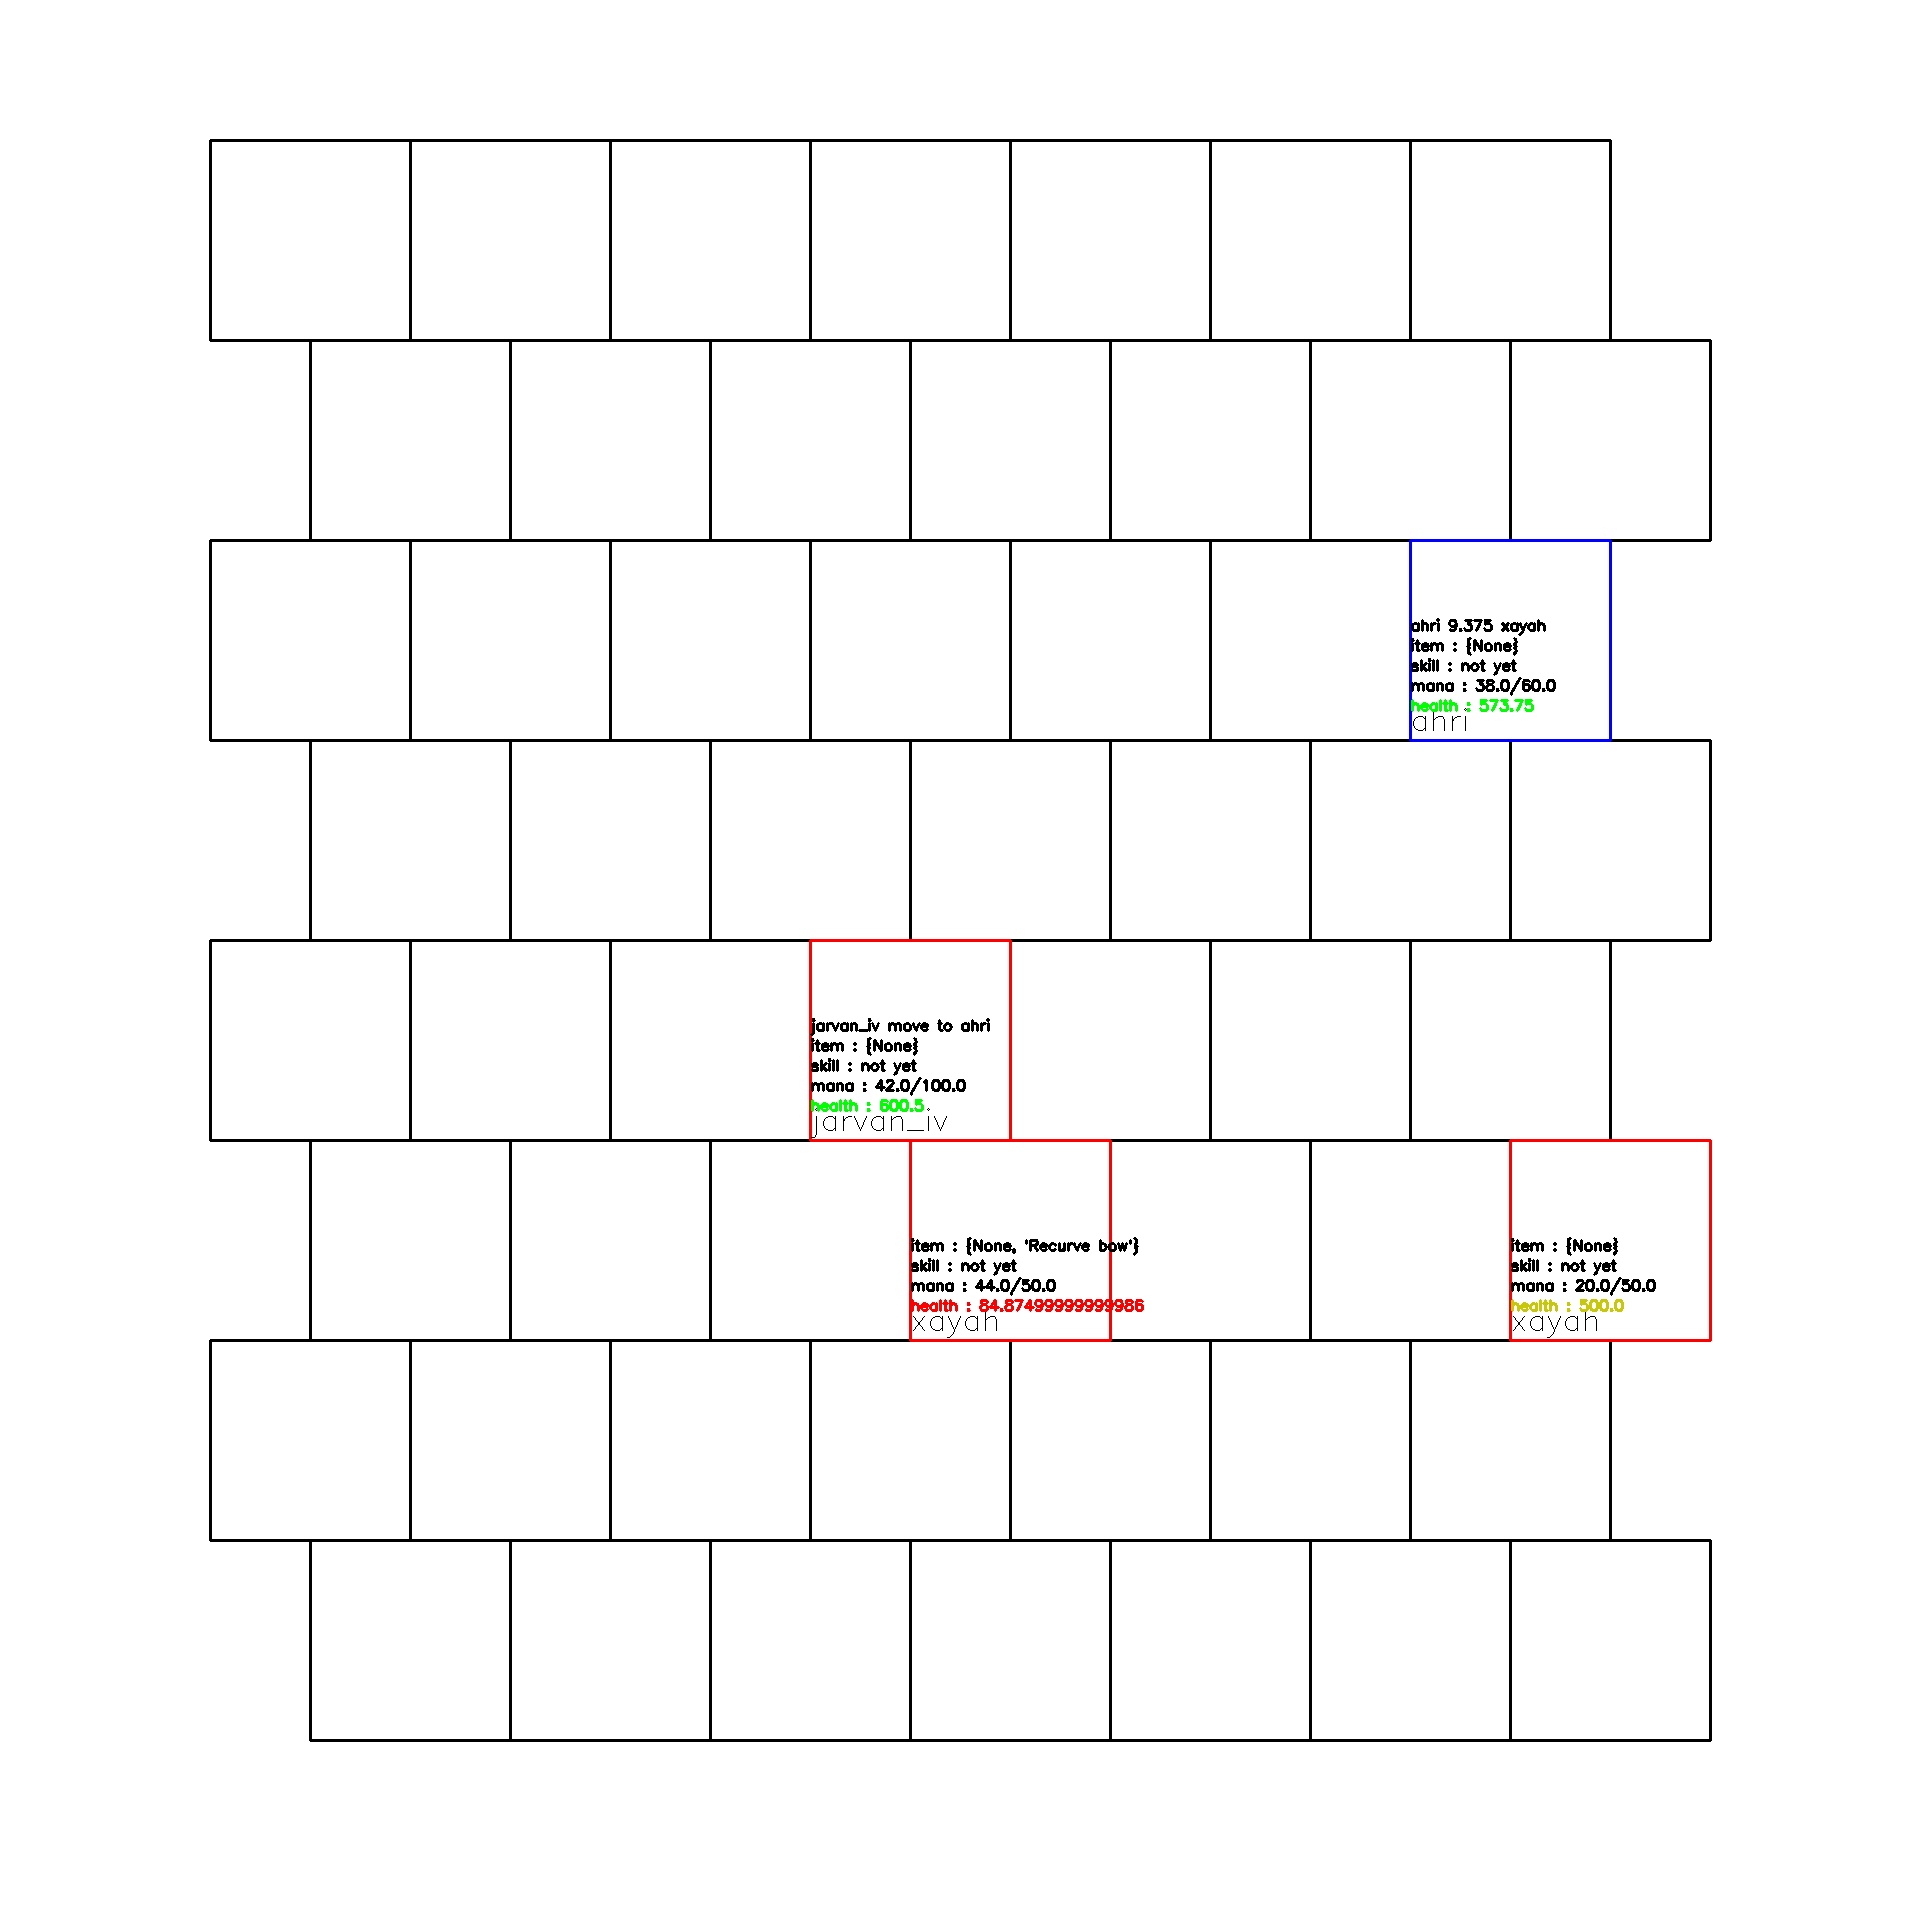 ahri 9.375 xayah
item : {None}
skill : not yet
mana : 38.0/60.0
health : 573.75
ahri
jarvan_iv move to ahri
item : {None}
skill : not yet
mana : 42.0/100.0
health : 600.5
jarvan_iv
item : {None, 'Recurve bow'}
skill : not yet
mana : 44.0/50.0
health : 84.87499999999986
xayah
item : {None}
skill : not yet
mana : 20.0/50.0
health : 500.0
xayah